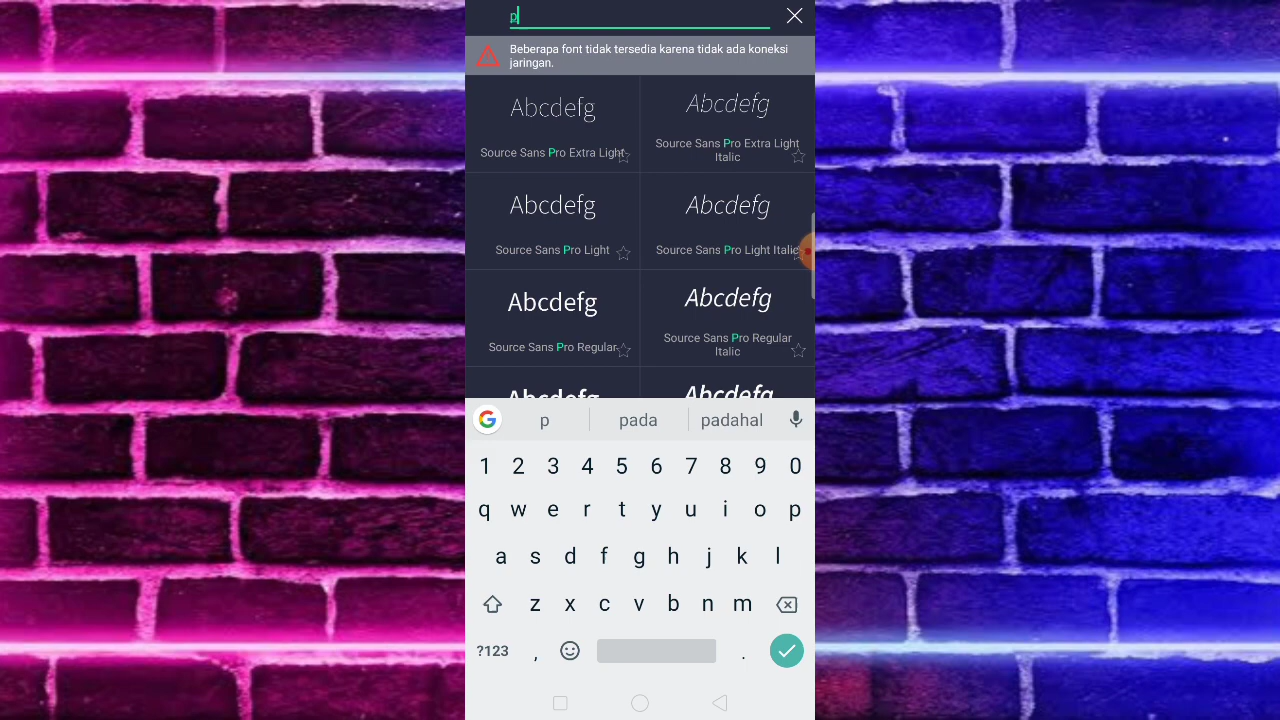 p
Beberapa font tidak tersedia karena tidak ada koneksi
jaringan.
Abcdefg
Abcdefg
Source Sans Pro Extra Light
Source Sans Pro Extra Light
Italic
Abcdefg
Abcdefg
Source Sans Pro Light
Source Sans Pro Light Italic
Abcdefg
Abcdefg
Source Sans Pro Regular
Source Sans Pro Regular
Italic
Abcdefg
Abcdefg
p pada padahal
1 2 3 4 5 6 7 8 9 0
q w e r t y u i o p
a s d f g h j k l
z x c v b n m
?123 , .